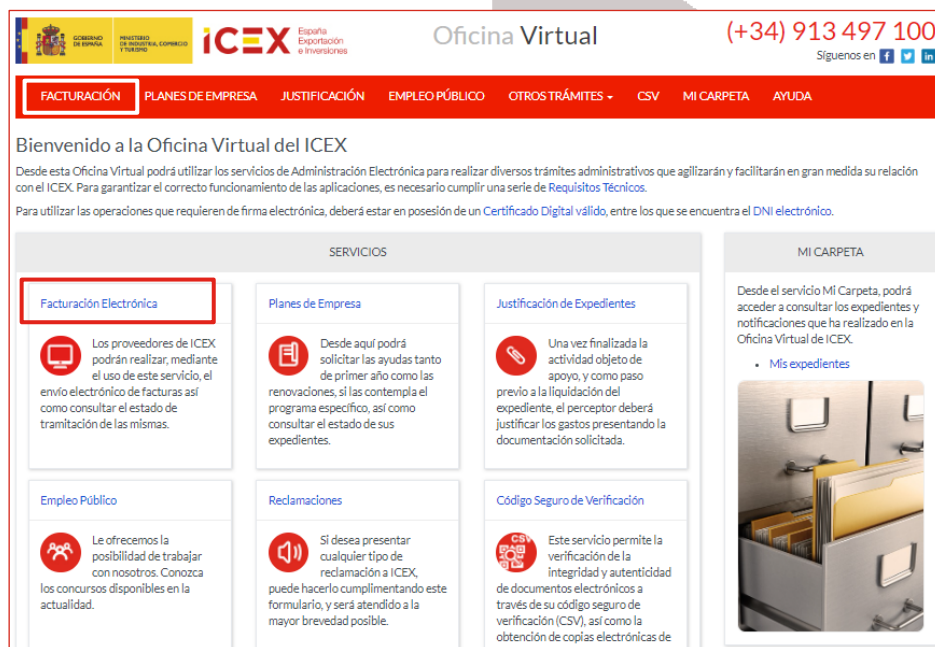 GOBIERNO
DE ESPAÑA
MINISTERIO
DE INDUSTRIA, COMERCIO
Y TURISMO
ICEX
España
Exportación
e Inversiones
Oficina Virtual
(+34) 913 497 100
Síguenos en
FACTURACIÓN PLANES DE EMPRESA JUSTIFICACIÓN EMPLEO PÚBLICO OTROS TRÁMITES CSV MI CARPETA AYUDA
Bienvenido a la Oficina Virtual del ICEX
Desde esta Oficina Virtual podrá utilizar los servicios de Administración Electrónica para realizar diversos trámites administrativos que agilizarán y facilitarán en gran medida su relación
con el ICEX. Para garantizar el correcto funcionamiento de las aplicaciones, es necesario cumplir una serie de Requisitos Técnicos.
Para utilizar las operaciones que requieren de firma electrónica, deberá estar en posesión de un Certificado Digital válido, entre los que se encuentra el DNI electrónico.
SERVICIOS
Facturación Electrónica
Los proveedores de ICEX
podrán realizar, mediante
el uso de este servicio, el
envío electrónico de facturas así
como consultar el estado de
tramitación de las mismas.
Planes de Empresa
Desde aquí podrá
solicitar las ayudas tanto
de primer año como las
renovaciones, si las contempla el
programa específico, así como
consultar el estado de sus
expedientes.
Justificación de Expedientes
Una vez finalizada la
actividad objeto de
apoyo, y como paso
previo a la liquidación del
expediente, el perceptor deberá
justificar los gastos presentando la
documentación solicitada.
Empleo Público
Le ofrecemos la
posibilidad de trabajar
con nosotros. Conozca
los concursos disponibles en la
actualidad.
Reclamaciones
Si desea presentar
cualquier tipo de
reclamación a ICEX,
puede hacerlo cumplimentando este
formulario, y será atendido a la
mayor brevedad posible.
Código Seguro de Verificación
CSV
Este servicio permite la
verificación de la
integridad y autenticidad
de documentos electrónicos a
través de su código seguro de
verificación (CSV), así como la
obtención de copias electrónicas de
MI CARPETA
Desde el servicio Mi Carpeta, podrá
acceder a consultar los expedientes y
notificaciones que ha realizado en la
Oficina Virtual de ICEX.
Mis expedientes